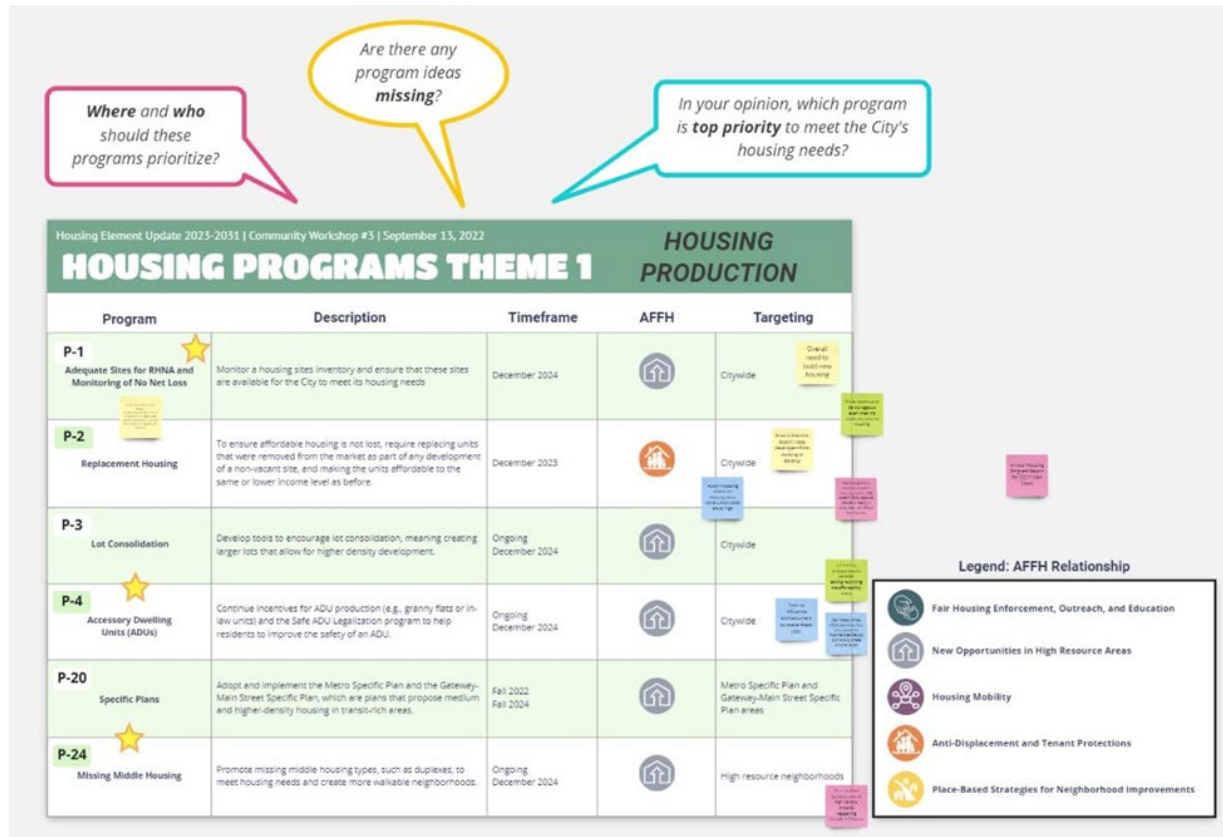 Are there any
program ideas
missing?
Where and who
should these
programs prioritize?
In your opinion, which program
is top priority to meet the City's
housing needs?
Housing Element Update 2023-2031 | Community Workshop #3 | September 13, 2022
HOUSING PROGRAMS THEME 1
HOUSING
PRODUCTION
Program
Description
Timeframe
AFFH
Targeting
P-1
Adequate Sites for RHNA and
Monitoring of No Net Loss
Monitor a housing sites inventory and ensure that these sites
are available for the City to meet its housing needs
December 2024
Citywide
Overall
need to
build new
housing
P-2
Replacement Housing
To ensure affordable housing is not lost, require replacing units
that were removed from the market as part of any development
of a non-vacant site, and making the units affordable to the
same or lower income level as before.
December 2023
Citywide
P-3
Lot Consolidation
Develop tools to encourage lot consolidation, meaning creating
larger lots that allow for higher density development.
Ongoing
December 2024
Citywide
P-4
Accessory Dwelling
Units (ADUs)
Continue incentives for ADU production (e.g., granny flats or in-
law units) and the Safe ADU Legalization program to help
residents to improve the safety of an ADU.
Ongoing
December 2024
Citywide
P-20
Specific Plans
Adopt and implement the Metro Specific Plan and the Gateway-
Main Street Specific Plan, which are plans that propose medium
and higher-density housing in transit-rich areas.
Fall 2022
Fall 2024
Metro Specific Plan and
Gateway-Main Street Specific
Plan areas
P-24
Missing Middle Housing
Promote missing middle housing types, such as duplexes, to
meet housing needs and create more walkable neighborhoods.
Ongoing
December 2024
High resource neighborhoods
Legend: AFFH Relationship
Fair Housing Enforcement, Outreach, and Education
New Opportunities in High Resource Areas
Housing Mobility
Anti-Displacement and Tenant Protections
Place-Based Strategies for Neighborhood Improvements